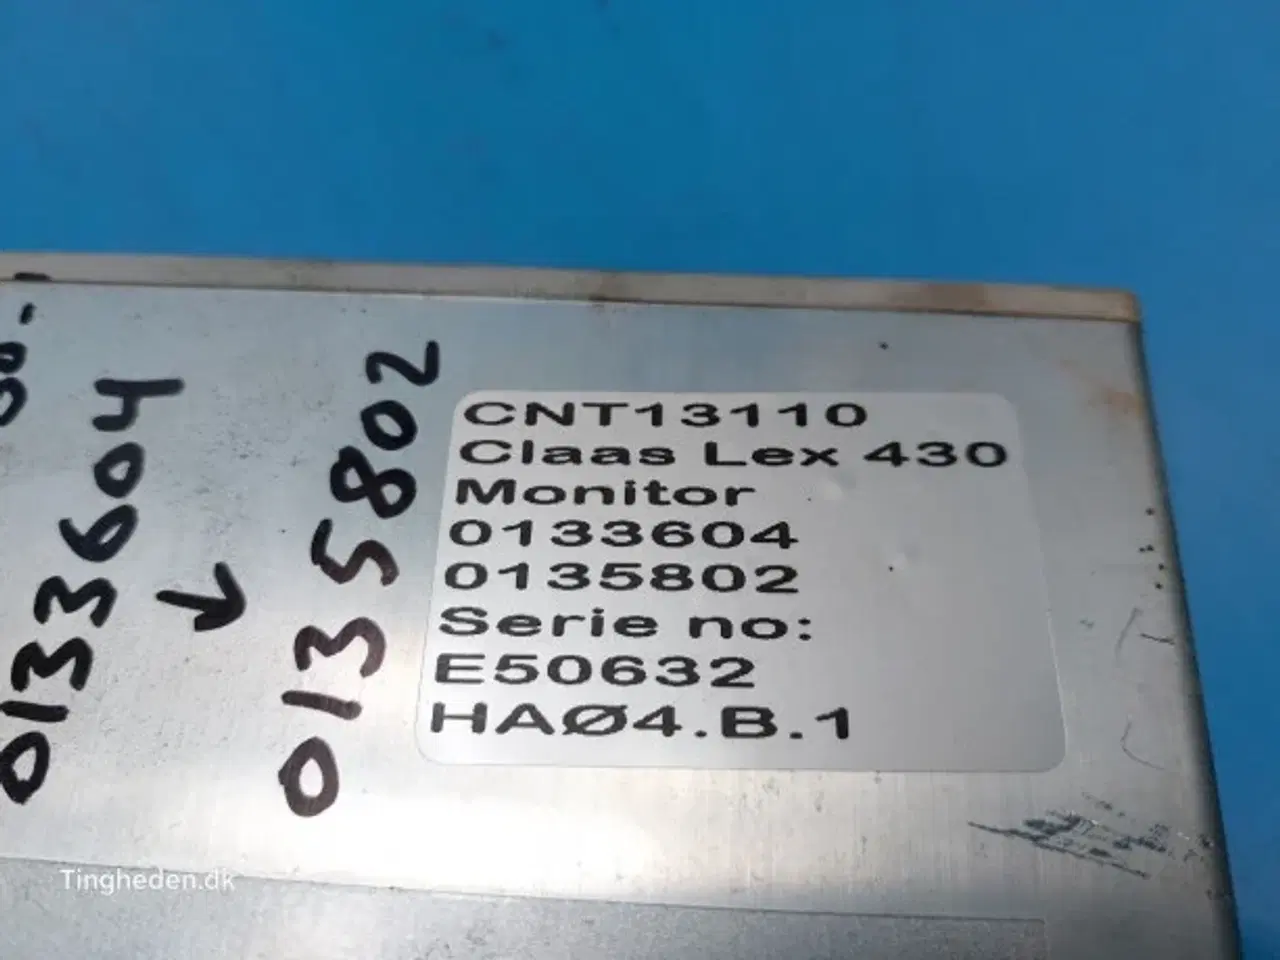 0133604
0135802
CNT13110
Claas Lex 430
Monitor
0133604
0135802
Serie no:
E50632
HAØ4.B.1
Tingheden.dk